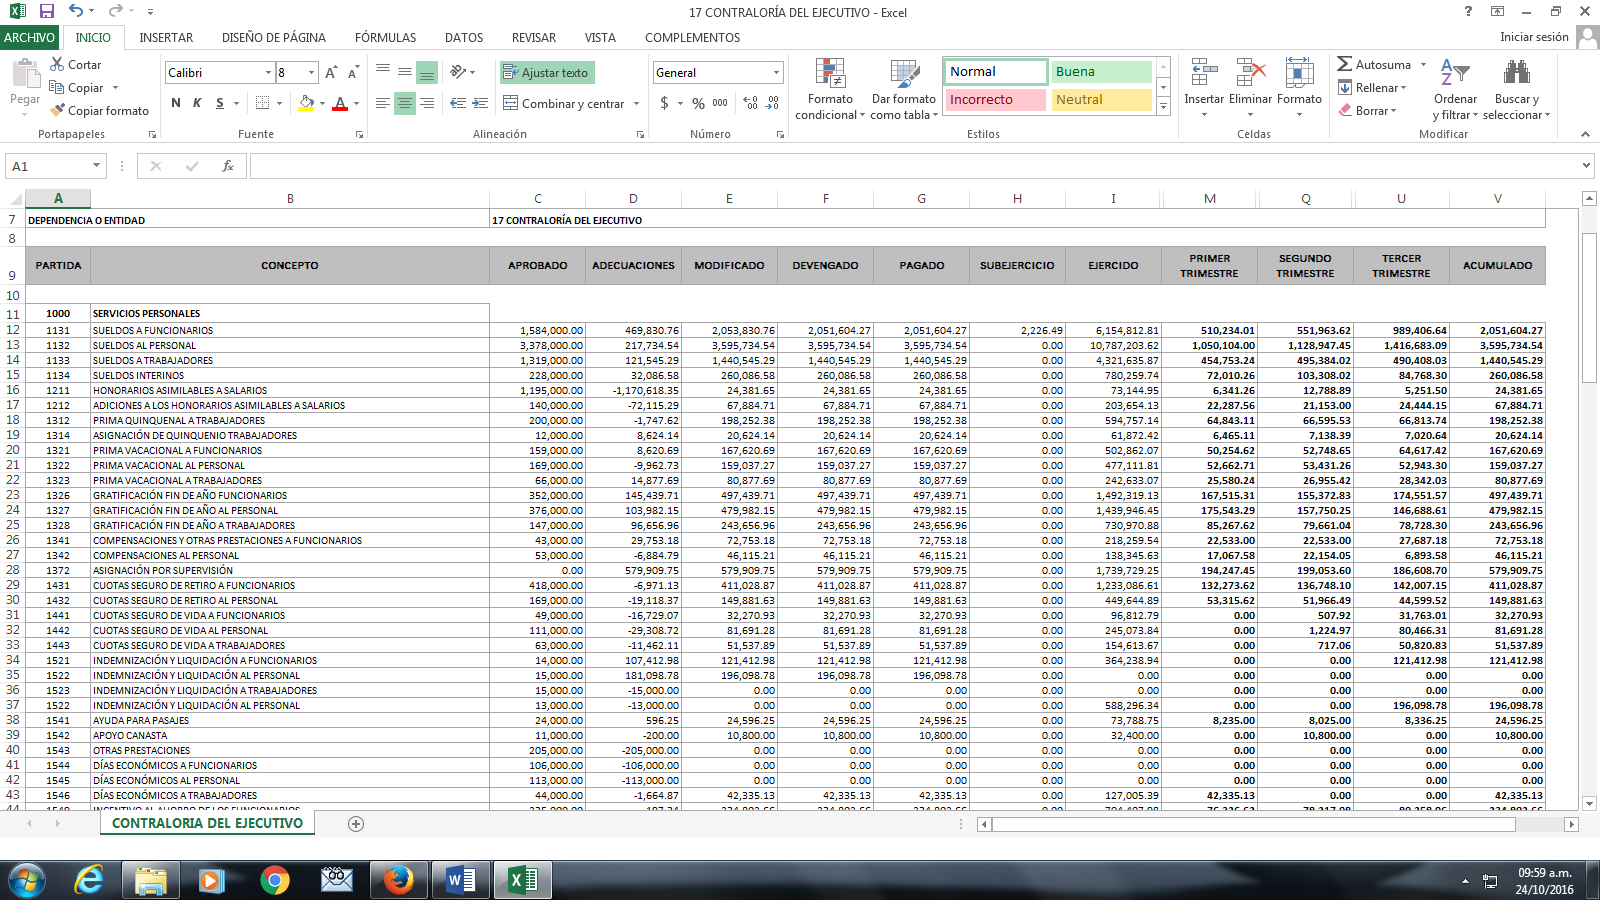 17 CONTRALORÍA DEL EJECUTIVO - Excel
ARCHIVO INICIO INSERTAR DISEÑO DE PÁGINA FÓRMULAS DATOS REVISAR VISTA COMPLEMENTOS Iniciar sesión
Pegar Cortar Copiar Copiar formato Portapapeles
Calibri 8 N K S Fuente
Ajustar texto Combinar y centrar Alineación
General $ % 000 Número
Formato condicional Dar formato como tabla Normal Buena Incorrecto Neutral Estilos
Insertar Eliminar Formato Celdas
Autosuma Rellenar Borrar Ordenar y filtrar Buscar y seleccionar Modificar
A1 fx
A B C D E F G H I M Q U V
7 DEPENDENCIA O ENTIDAD 17 CONTRALORÍA DEL EJECUTIVO
8
9 PARTIDA CONCEPTO APROBADO ADECUACIONES MODIFICADO DEVENGADO PAGADO SUBEJERCICIO EJERCIDO PRIMER TRIMESTRE SEGUNDO TRIMESTRE TERCER TRIMESTRE ACUMULADO
10
11 1000 SERVICIOS PERSONALES
12 1131 SUELDOS A FUNCIONARIOS 1,584,000.00 469,830.76 2,053,830.76 2,051,604.27 2,051,604.27 2,226.49 6,154,812.81 510,234.01 551,963.62 989,406.64 2,051,604.27
13 1132 SUELDOS AL PERSONAL 3,378,000.00 217,734.54 3,595,734.54 3,595,734.54 3,595,734.54 0.00 10,787,203.62 1,050,104.00 1,128,947.45 1,416,683.09 3,595,734.54
14 1133 SUELDOS A TRABAJADORES 1,319,000.00 121,545.29 1,440,545.29 1,440,545.29 1,440,545.29 0.00 4,321,635.87 454,753.24 495,384.02 490,408.03 1,440,545.29
15 1134 SUELDOS INTERINOS 228,000.00 32,086.58 260,086.58 260,086.58 260,086.58 0.00 780,259.74 72,010.26 103,308.02 84,768.30 260,086.58
16 1211 HONORARIOS ASIMILABLES A SALARIOS 1,195,000.00 -1,170,618.35 24,381.65 24,381.65 24,381.65 0.00 73,144.95 6,341.26 12,788.89 5,251.50 24,381.65
17 1212 ADICIONES A LOS HONORARIOS ASIMILABLES A SALARIOS 140,000.00 -72,115.29 67,884.71 67,884.71 67,884.71 0.00 203,654.13 22,287.56 21,153.00 24,444.15 67,884.71
18 1312 PRIMA QUINQUENAL A TRABAJADORES 200,000.00 -1,747.62 198,252.38 198,252.38 198,252.38 0.00 594,757.14 64,843.11 66,595.53 66,813.74 198,252.38
19 1314 ASIGNACIÓN DE QUINQUENIO TRABAJADORES 12,000.00 8,624.14 20,624.14 20,624.14 20,624.14 0.00 61,872.42 6,465.11 7,138.39 7,020.64 20,624.14
20 1321 PRIMA VACACIONAL A FUNCIONARIOS 159,000.00 8,620.69 167,620.69 167,620.69 167,620.69 0.00 502,862.07 50,254.62 52,748.65 64,617.42 167,620.69
21 1322 PRIMA VACACIONAL AL PERSONAL 169,000.00 -9,962.73 159,037.27 159,037.27 159,037.27 0.00 477,111.81 52,662.71 53,431.26 52,943.30 159,037.27
22 1323 PRIMA VACACIONAL A TRABAJADORES 66,000.00 14,877.69 80,877.69 80,877.69 80,877.69 0.00 242,633.07 25,580.24 26,955.42 28,342.03 80,877.69
23 1326 GRATIFICACIÓN FIN DE AÑO FUNCIONARIOS 352,000.00 145,439.71 497,439.71 497,439.71 497,439.71 0.00 1,492,319.13 167,515.31 155,372.83 174,551.57 497,439.71
24 1327 GRATIFICACIÓN FIN DE AÑO AL PERSONAL 376,000.00 103,982.15 479,982.15 479,982.15 479,982.15 0.00 1,439,946.45 175,543.29 157,750.25 146,688.61 479,982.15
25 1328 GRATIFICACIÓN FIN DE AÑO A TRABAJADORES 147,000.00 96,656.96 243,656.96 243,656.96 243,656.96 0.00 730,970.88 85,267.62 79,661.04 78,728.30 243,656.96
26 1341 COMPENSACIONES Y OTRAS PRESTACIONES A FUNCIONARIOS 43,000.00 29,753.18 72,753.18 72,753.18 72,753.18 0.00 218,259.54 22,533.00 22,533.00 27,687.18 72,753.18
27 1342 COMPENSACIONES AL PERSONAL 53,000.00 -6,884.79 46,115.21 46,115.21 46,115.21 0.00 138,345.63 17,067.58 22,154.05 6,893.58 46,115.21
28 1372 ASIGNACIÓN POR SUPERVISIÓN 0.00 579,909.75 579,909.75 579,909.75 579,909.75 0.00 1,739,729.25 194,247.45 199,053.60 186,608.70 579,909.75
29 1431 CUOTAS SEGURO DE RETIRO A FUNCIONARIOS 418,000.00 -6,971.13 411,028.87 411,028.87 411,028.87 0.00 1,233,086.61 132,273.62 136,748.10 142,007.15 411,028.87
30 1432 CUOTAS SEGURO DE RETIRO AL PERSONAL 169,000.00 -19,118.37 149,881.63 149,881.63 149,881.63 0.00 449,644.89 53,315.62 51,966.49 44,599.52 149,881.63
31 1441 CUOTAS SEGURO DE VIDA A FUNCIONARIOS 49,000.00 -16,729.07 32,270.93 32,270.93 32,270.93 0.00 96,812.79 0.00 507.92 31,763.01 32,270.93
32 1442 CUOTAS SEGURO DE VIDA AL PERSONAL 111,000.00 -29,308.72 81,691.28 81,691.28 81,691.28 0.00 245,073.84 0.00 1,224.97 80,466.31 81,691.28
33 1443 CUOTAS SEGURO DE VIDA A TRABAJADORES 63,000.00 -11,462.11 51,537.89 51,537.89 51,537.89 0.00 154,613.67 0.00 717.06 50,820.83 51,537.89
34 1521 INDEMNIZACIÓN Y LIQUIDACIÓN A FUNCIONARIOS 14,000.00 107,412.98 121,412.98 121,412.98 121,412.98 0.00 364,238.94 0.00 0.00 121,412.98 121,412.98
35 1522 INDEMNIZACIÓN Y LIQUIDACIÓN AL PERSONAL 15,000.00 181,098.78 196,098.78 196,098.78 196,098.78 0.00 0.00 0.00 0.00 0.00 0.00
36 1523 INDEMNIZACIÓN Y LIQUIDACIÓN A TRABAJADORES 15,000.00 -15,000.00 0.00 0.00 0.00 0.00 0.00 0.00 0.00 0.00 0.00
37 1522 INDEMNIZACIÓN Y LIQUIDACIÓN AL PERSONAL 13,000.00 -13,000.00 0.00 0.00 0.00 0.00 588,296.34 0.00 0.00 196,098.78 196,098.78
38 1541 AYUDA PARA PASAJES 24,000.00 596.25 24,596.25 24,596.25 24,596.25 0.00 73,788.75 8,235.00 8,025.00 8,336.25 24,596.25
39 1542 APOYO CANASTA 11,000.00 -200.00 10,800.00 10,800.00 10,800.00 0.00 32,400.00 0.00 10,800.00 0.00 10,800.00
40 1543 OTRAS PRESTACIONES 205,000.00 -205,000.00 0.00 0.00 0.00 0.00 0.00 0.00 0.00 0.00 0.00
41 1544 DÍAS ECONÓMICOS A FUNCIONARIOS 106,000.00 -106,000.00 0.00 0.00 0.00 0.00 0.00 0.00 0.00 0.00 0.00
42 1545 DÍAS ECONÓMICOS AL PERSONAL 113,000.00 -113,000.00 0.00 0.00 0.00 0.00 0.00 0.00 0.00 0.00 0.00
43 1546 DÍAS ECONÓMICOS A TRABAJADORES 44,000.00 -1,664.87 42,335.13 42,335.13 42,335.13 0.00 127,005.39 42,335.13 0.00 0.00 42,335.13
CONTRALORIA DEL EJECUTIVO
09:59 a.m.
24/10/2016